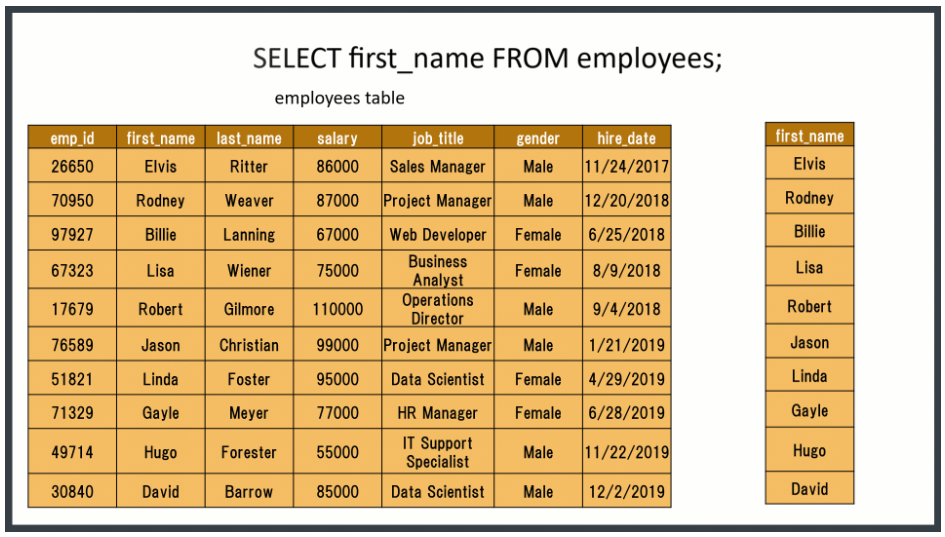 SELECT first_name FROM employees;
employees table
emp_id first_name last_name salary job_title gender hire_date
26650 Elvis Ritter 86000 Sales Manager Male 11/24/2017
70950 Rodney Weaver 87000 Project Manager Male 12/20/2018
97927 Billie Lanning 67000 Web Developer Female 6/25/2018
67323 Lisa Wiener 75000 Business Analyst Female 8/9/2018
17679 Robert Gilmore 110000 Operations Director Male 9/4/2018
76589 Jason Christian 99000 Project Manager Male 1/21/2019
51821 Linda Foster 95000 Data Scientist Female 4/29/2019
71329 Gayle Meyer 77000 HR Manager Female 6/28/2019
49714 Hugo Forester 55000 IT Support Specialist Male 11/22/2019
30840 David Barrow 85000 Data Scientist Male 12/2/2019
first_name
Elvis
Rodney
Billie
Lisa
Robert
Jason
Linda
Gayle
Hugo
David